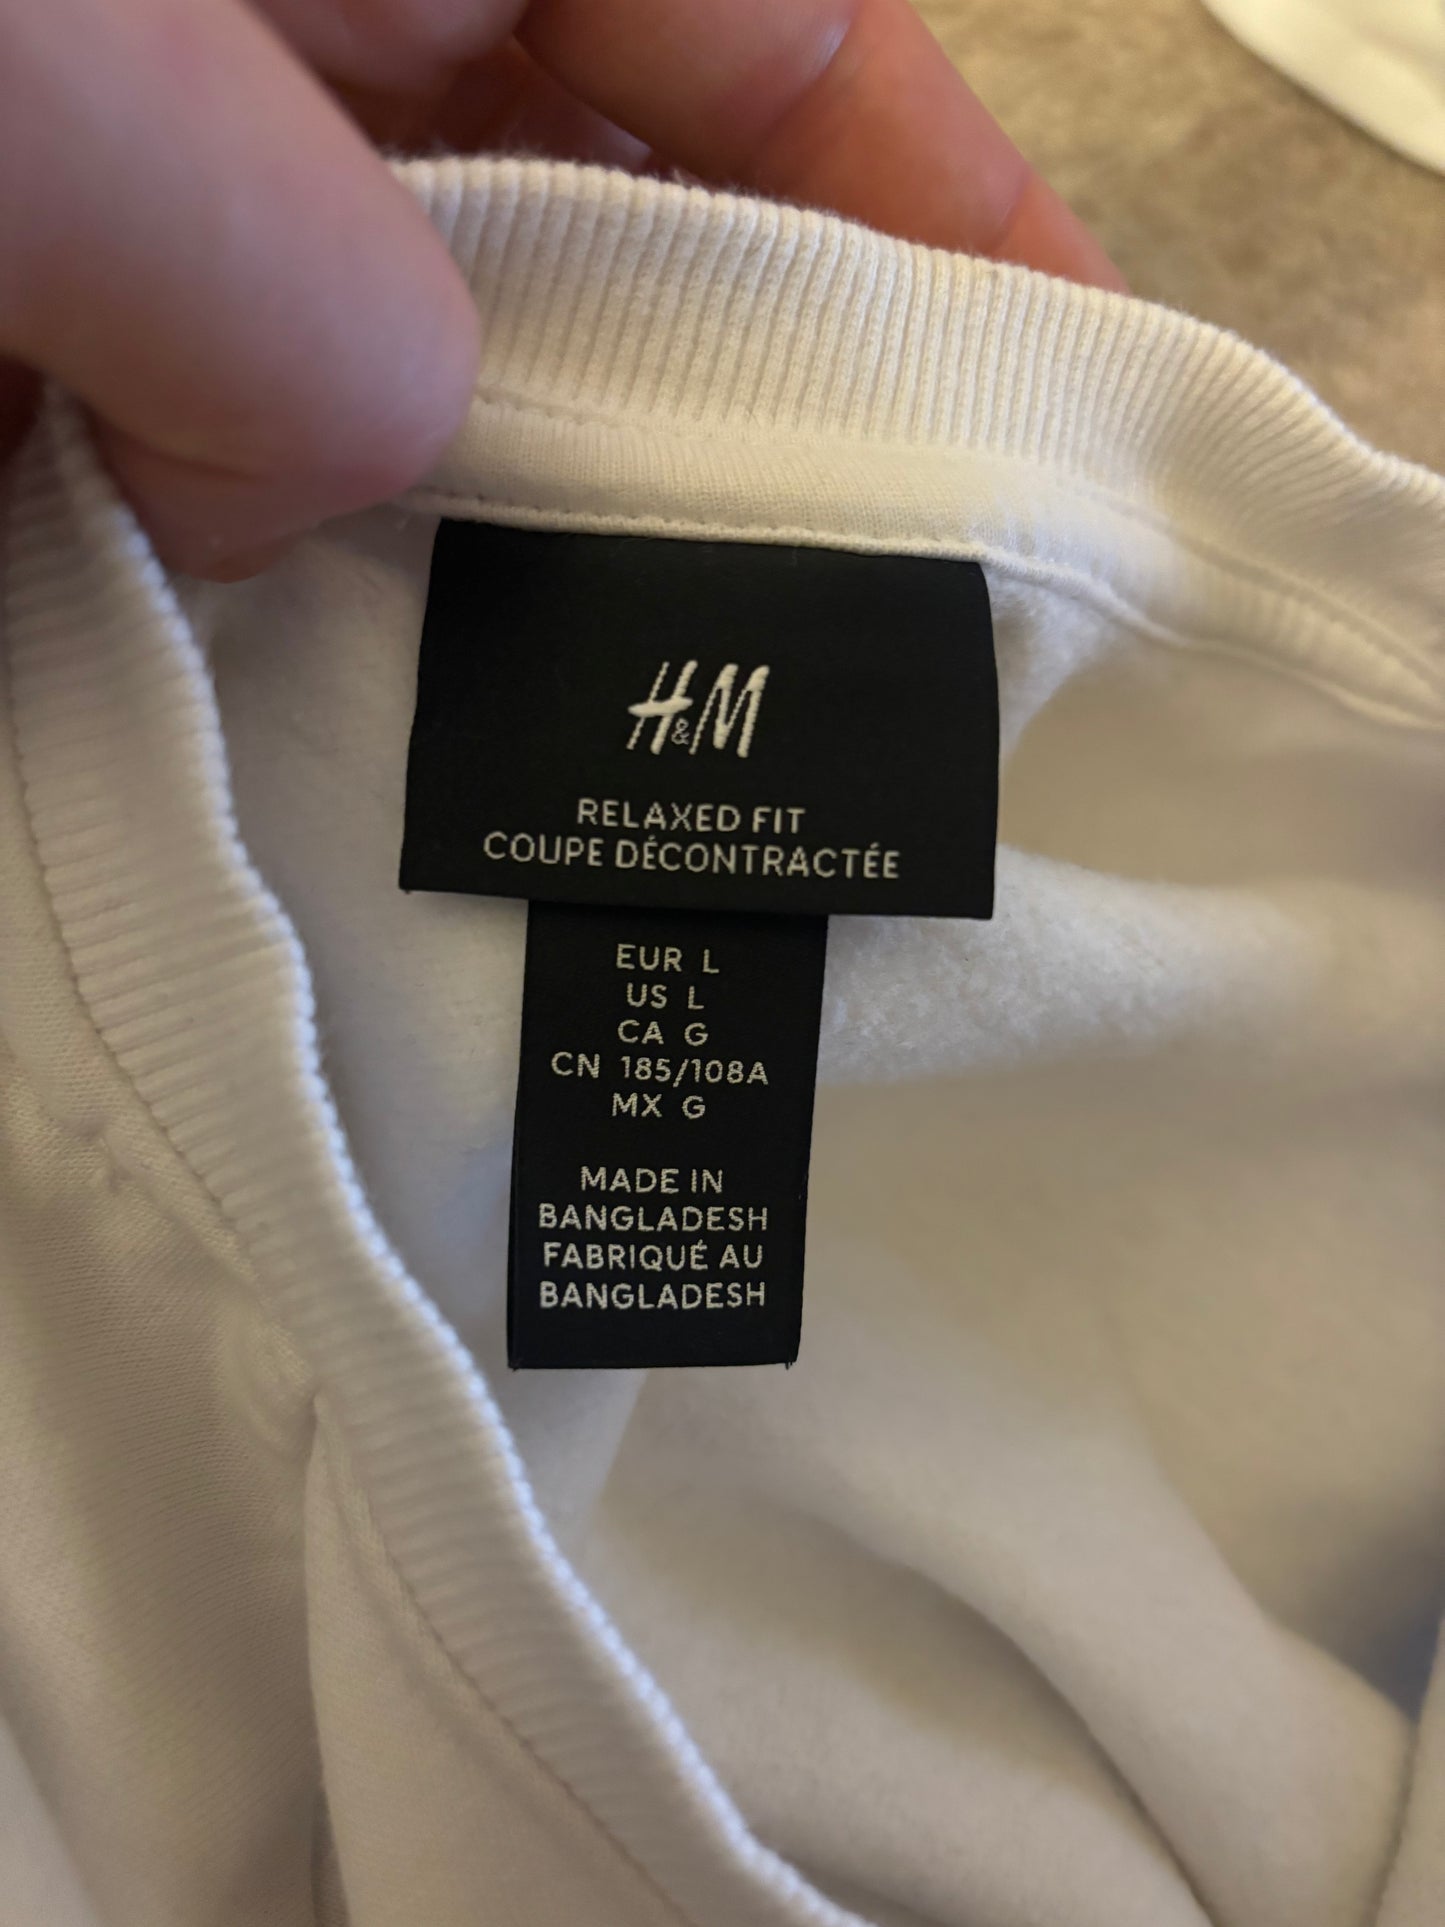 H&M
RELAXED FIT
COUPE DÉCONTRACTÉE
EUR L
US L
CA G
CN 185/108A
MX G
MADE IN
BANGLADESH
FABRIQUÉ AU
BANGLADESH